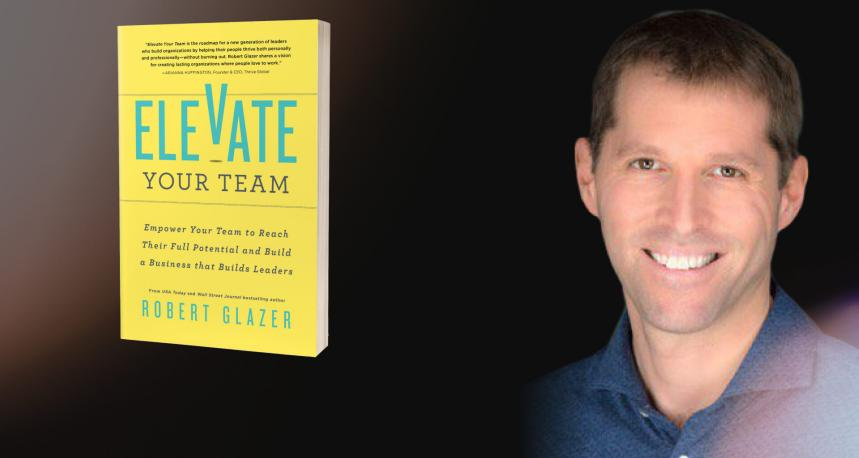 "Elevate Your Team is the roadmap for a new generation of leaders
who build organizations by helping their people thrive both personally
and professionally—without burning out. Robert Glazer shares a vision
for creating lasting organizations where people love to work."
—ARIANNA HUFFINGTON, Founder & CEO, Thrive Global
ELEVATE
YOUR TEAM
Empower Your Team to Reach
Their Full Potential and Build
a Business that Builds Leaders
From USA Today and Wall Street Journal bestselling author
ROBERT GLAZER